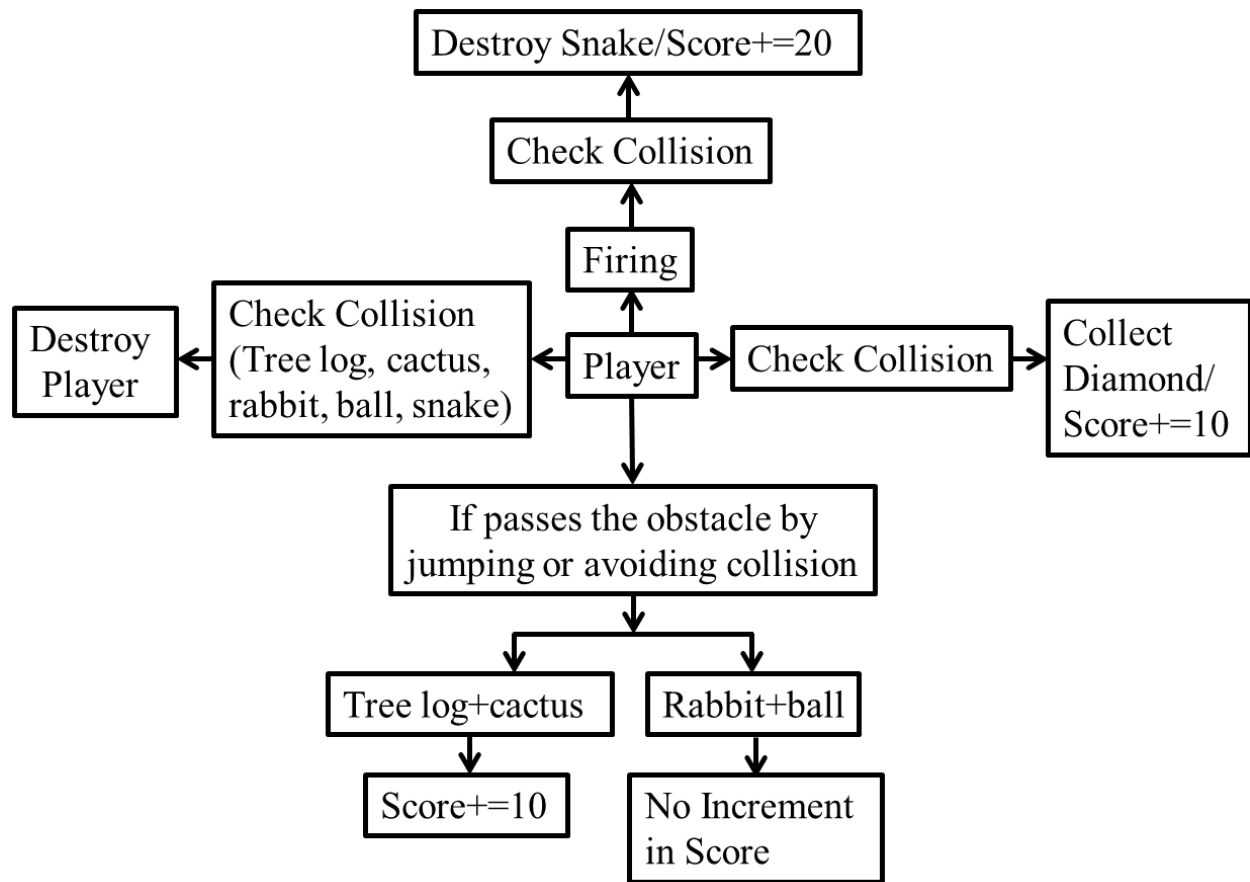 Destroy Snake/Score+=20
Check Collision
Firing
Destroy
Player
Check Collision
(Tree log, cactus,
rabbit, ball, snake)
Player
Check Collision
Collect
Diamond/
Score+=10
If passes the obstacle by
jumping or avoiding collision
Tree log+cactus
Rabbit+ball
Score+=10
No Increment
in Score